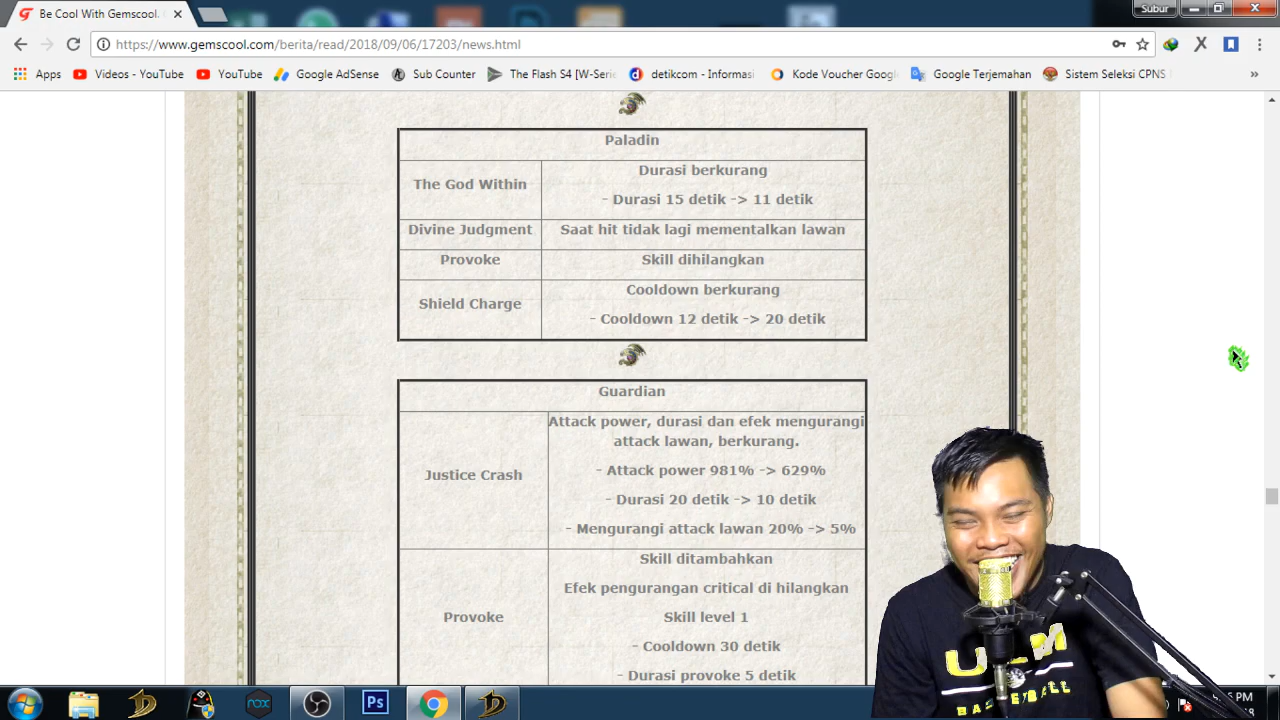 Be Cool With Gemscool.
Subur
https://www.gemscool.com/berita/read/2018/09/06/17203/news.html
Apps
Videos - YouTube
YouTube
Google AdSense
Sub Counter
The Flash S4 [W-Serie
detikcom - Informasi
Kode Voucher Googl
Google Terjemahan
Sistem Seleksi CPNS
Paladin
The God Within
Durasi berkurang
- Durasi 15 detik -> 11 detik
Divine Judgment
Saat hit tidak lagi mementalkan lawan
Provoke
Skill dihilangkan
Shield Charge
Cooldown berkurang
- Cooldown 12 detik -> 20 detik
Guardian
Justice Crash
Attack power, durasi dan efek mengurangi
attack lawan, berkurang.
- Attack power 981% -> 629%
- Durasi 20 detik -> 10 detik
- Mengurangi attack lawan 20% -> 5%
Provoke
Skill ditambahkan
Efek pengurangan critical di hilangkan
Skill level 1
- Cooldown 30 detik
- Durasi provoke 5 detik
BASKETBALL
nox
Ps